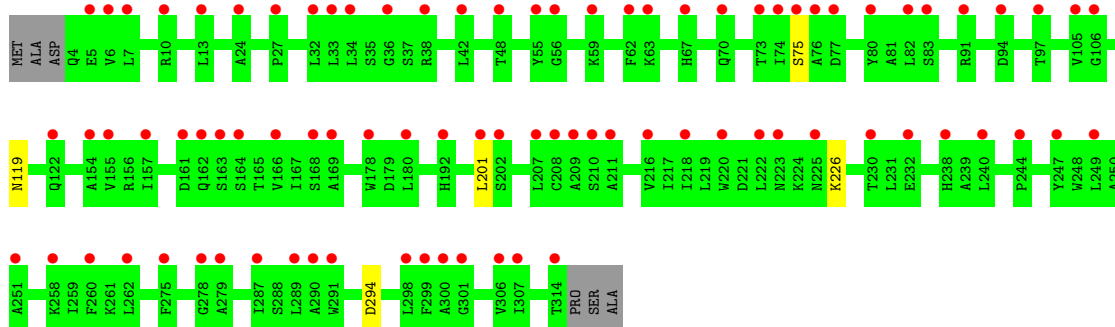 MET ALA ASP Q4 E5 V6 L7 R10 L13 A24 P27 L32 L33 L34 S35 G36 S37 R38 L42 T48 Y55 G56 K59 F62 K63 H67 Q70 T73 I74 S75 A76 D77 Y80 A81 L82 S83 R91 D94 T97 V105 G106
N119 Q122 A154 V155 R156 I157 D161 Q162 S163 S164 T165 V166 I167 S168 A169 W178 D179 L180 H192 L201 S202 L207 C208 A209 S210 A211 V216 I217 I218 L219 W220 D221 L222 N223 K224 N225 K226 T230 L231 E232 H238 A239 L240 P244 Y247 W248 L249 A250
A251 K258 I259 F260 K261 L262 F275 G278 A279 I287 S288 L289 A290 W291 D294 L298 F299 A300 G301 V306 I307 T314 PRO SER ALA